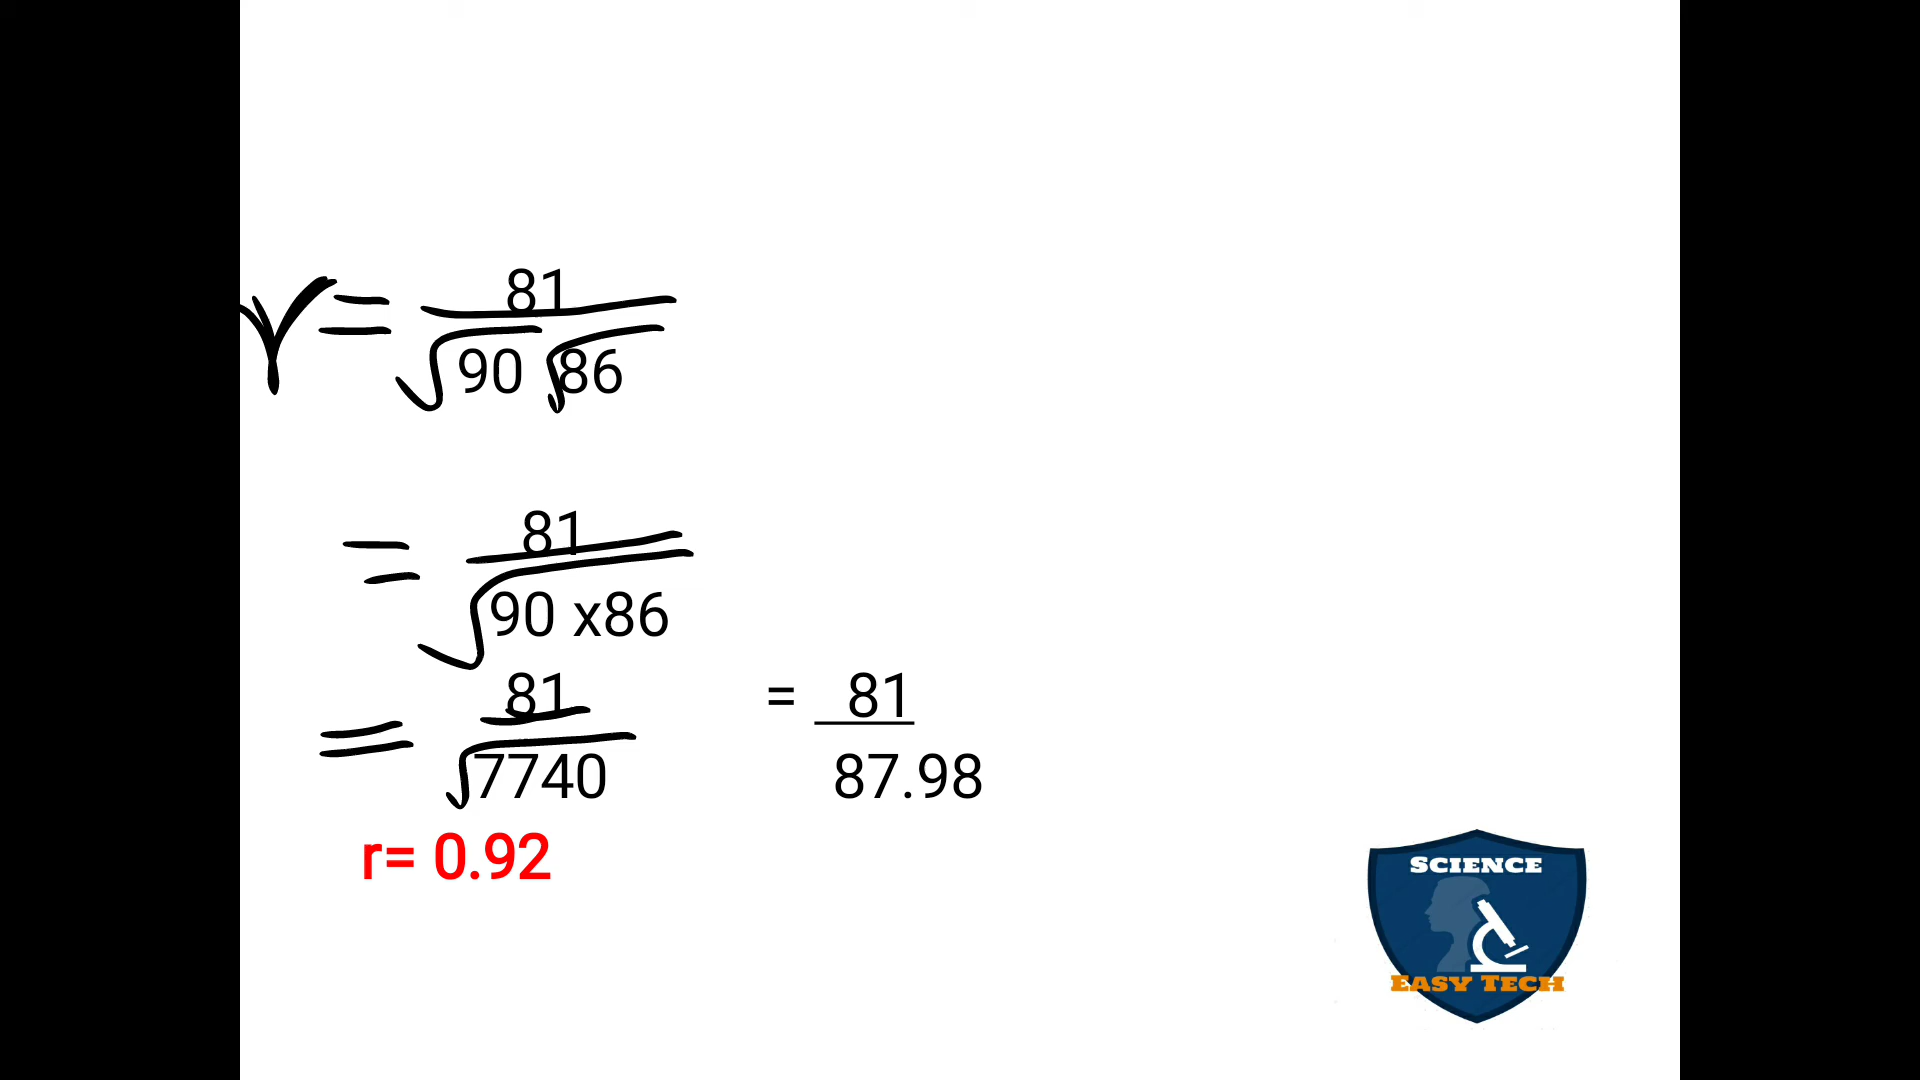 r = 81
√90 √86
= 81
√90 x86
= 81
√7740
= 81
87.98
r= 0.92
SCIENCE
EASY TECH